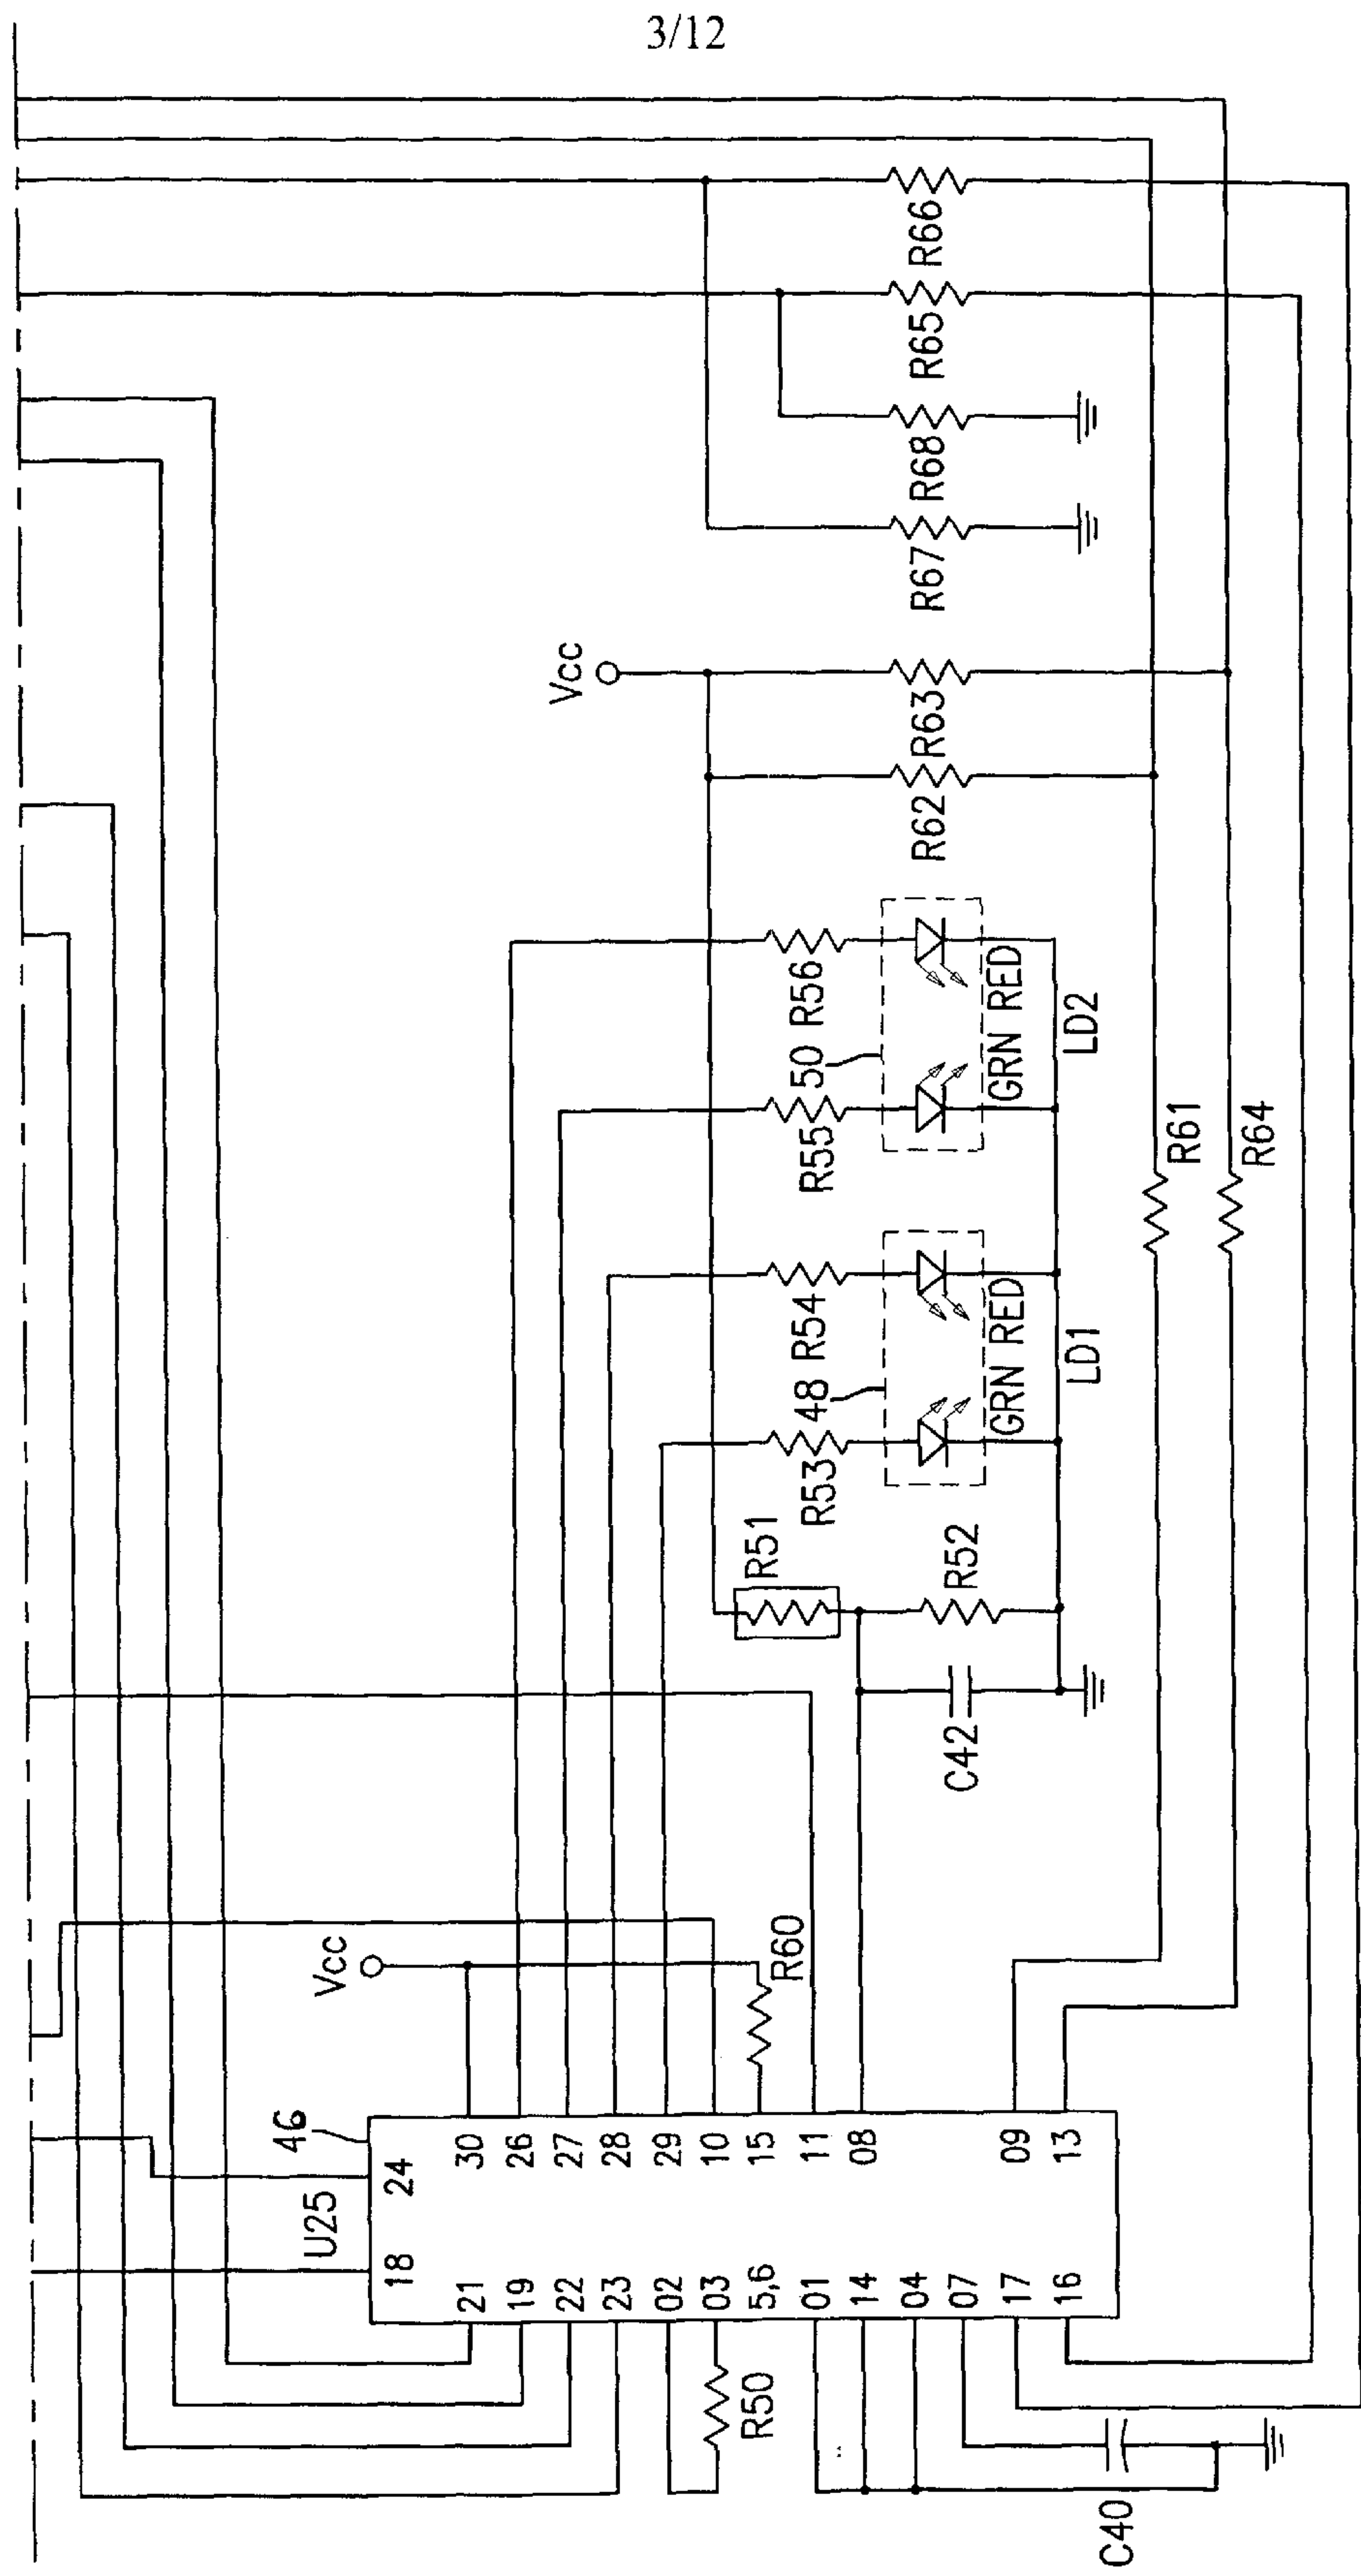 3/12
46
U25
18
24
21
19
22
23
02
03
5,6
01
14
04
07
17
16
30
26
27
28
29
10
15
11
08
09
13
R50
C40
Vcc
R60
C42
R51
R52
R53
48 R54
GRN RED
LD1
R55
50 R56
GRN RED
LD2
R61
R64
Vcc
R62
R63
R67
R68
R65
R66